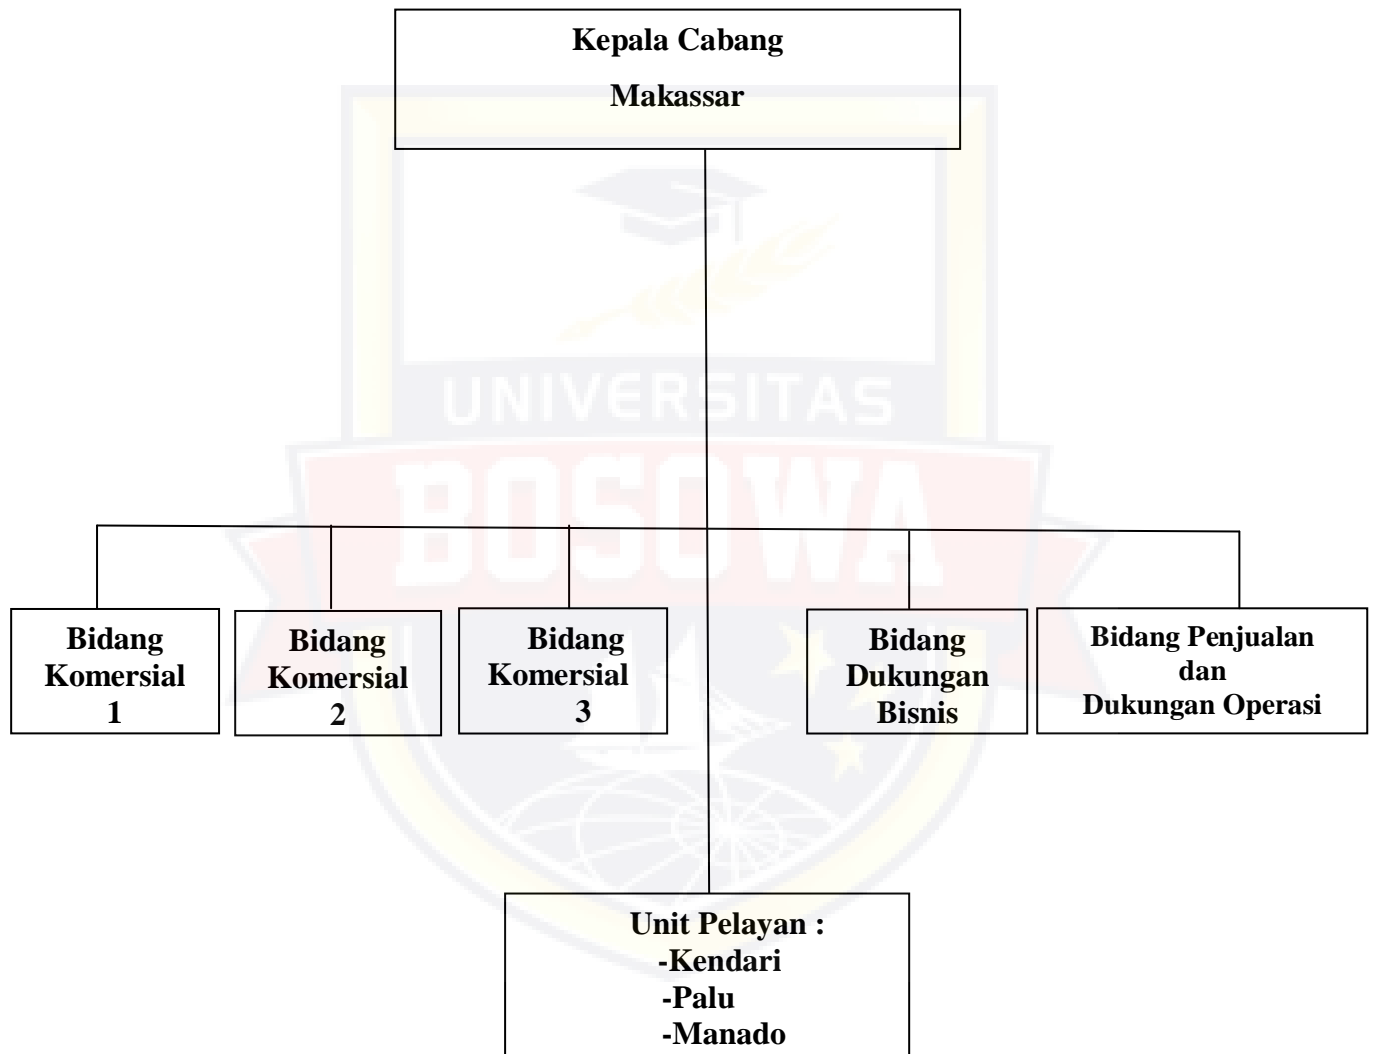 Kepala Cabang
Makassar
UNIVERSITAS
BOSOWA
Bidang
Komersial
1
Bidang
Komersial
2
Bidang
Komersial
3
Bidang
Dukungan
Bisnis
Bidang Penjualan
dan
Dukungan Operasi
Unit Pelayan :
-Kendari
-Palu
-Manado